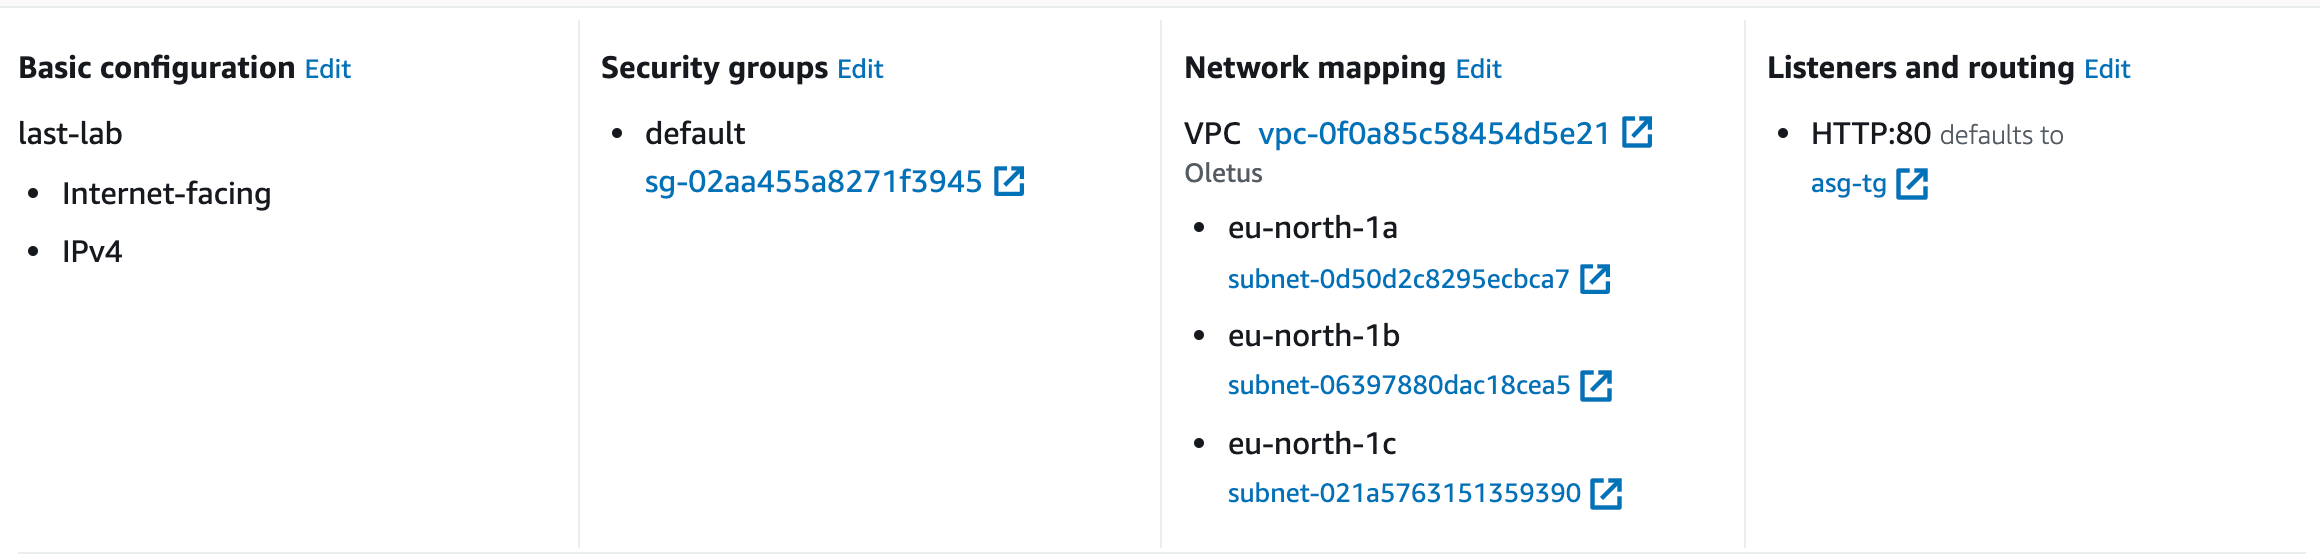 Basic configuration Edit
last-lab
• Internet-facing
• IPv4
Security groups Edit
• default
sg-02aa455a8271f3945
Network mapping Edit
VPC vpc-0f0a85c58454d5e21
Oletus
• eu-north-1a
subnet-0d50d2c8295ecbca7
• eu-north-1b
subnet-06397880dac18cea5
• eu-north-1c
subnet-021a5763151359390
Listeners and routing Edit
• HTTP:80 defaults to
asg-tg